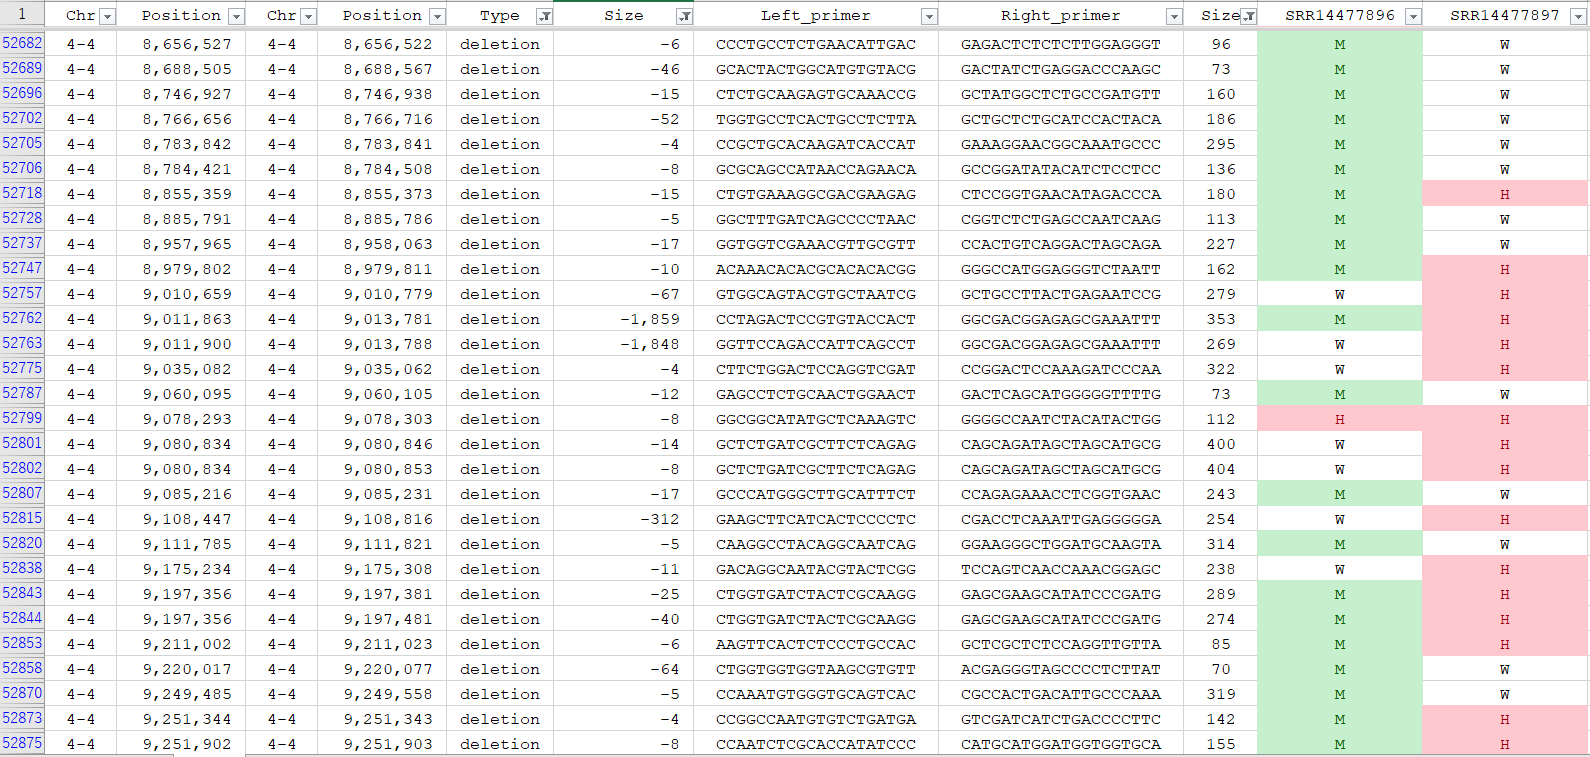 1 Chr Position Chr Position Type Size Left_primer Right_primer Size SRR14477896 SRR14477897
52682 4-4 8,656,527 4-4 8,656,522 deletion -6 CCCTGCCTCTGAACATTGAC GAGACTCTCTCTTGGAGGGT 96 M W
52689 4-4 8,688,505 4-4 8,688,567 deletion -46 GCACTACTGGCATGTGTACG GACTATCTGAGGACCCAAGC 73 M W
52696 4-4 8,746,927 4-4 8,746,938 deletion -15 CTCTGCAAGAGTGCAAACCG GCTATGGCTCTGCCGATGTT 160 M W
52702 4-4 8,766,656 4-4 8,766,716 deletion -52 TGGTGCCTCACTGCCTCTTA GCTGCTCTGCATCCACTACA 186 M W
52705 4-4 8,783,842 4-4 8,783,841 deletion -4 CCGCTGCACAAGATCACCAT GAAAGGAACGGCAAATGCCC 295 M W
52706 4-4 8,784,421 4-4 8,784,508 deletion -8 GCGCAGCCATAACCAGAACA GCCGGATATACATCTCCTCC 136 M W
52718 4-4 8,855,359 4-4 8,855,373 deletion -15 CTGTGAAAGGCGACGAAGAG CTCCGGTGAACATAGACCCA 180 M H
52728 4-4 8,885,791 4-4 8,885,786 deletion -5 GGCTTTGATCAGCCCCTAAC CGGTCTCTGAGCCAATCAAG 113 M W
52737 4-4 8,957,965 4-4 8,958,063 deletion -17 GGTGGTCGAAACGTTGCGTT CCACTGTCAGGACTAGCAGA 227 M W
52747 4-4 8,979,802 4-4 8,979,811 deletion -10 ACAAACACACGCACACACGG GGGCCATGGAGGGTCTAATT 162 M H
52757 4-4 9,010,659 4-4 9,010,779 deletion -67 GTGGCAGTACGTGCTAATCG GCTGCCTTACTGAGAATCCG 279 W H
52762 4-4 9,011,863 4-4 9,013,781 deletion -1,859 CCTAGACTCCGTGTACCACT GGCGACGGAGAGCGAAATTT 353 M H
52763 4-4 9,011,900 4-4 9,013,788 deletion -1,848 GGTTCCAGACCATTCAGCCT GGCGACGGAGAGCGAAATTT 269 W H
52775 4-4 9,035,082 4-4 9,035,062 deletion -4 CTTCTGGACTCCAGGTCGAT CCGGACTCCAAAGATCCCAA 322 W H
52787 4-4 9,060,095 4-4 9,060,105 deletion -12 GAGCCTCTGCAACTGGAACT GACTCAGCATGGGGGTTTTG 73 M W
52799 4-4 9,078,293 4-4 9,078,303 deletion -8 GGCGGCATATGCTCAAAGTC GGGGCCAATCTACATACTGG 112 H H
52801 4-4 9,080,834 4-4 9,080,846 deletion -14 GCTCTGATCGCTTCTCAGAG CAGCAGATAGCTAGCATGCG 400 W H
52802 4-4 9,080,834 4-4 9,080,853 deletion -8 GCTCTGATCGCTTCTCAGAG CAGCAGATAGCTAGCATGCG 404 W H
52807 4-4 9,085,216 4-4 9,085,231 deletion -17 GCCCATGGGCTTGCATTTCT CCAGAGAAACCTCGGTGAAC 243 M W
52815 4-4 9,108,447 4-4 9,108,816 deletion -312 GAAGCTTCATCACTCCCCTC CGACCTCAAATTGAGGGGGA 254 W H
52820 4-4 9,111,785 4-4 9,111,821 deletion -5 CAAGGCCTACAGGCAATCAG GGAAGGGCTGGATGCAAGTA 314 M W
52838 4-4 9,175,234 4-4 9,175,308 deletion -11 GACAGGCAATACGTACTCGG TCCAGTCAACCAAACGGAGC 238 W H
52843 4-4 9,197,356 4-4 9,197,381 deletion -25 CTGGTGATCTACTCGCAAGG GAGCGAAGCATATCCCGATG 289 M H
52844 4-4 9,197,356 4-4 9,197,481 deletion -40 CTGGTGATCTACTCGCAAGG GAGCGAAGCATATCCCGATG 274 M H
52853 4-4 9,211,002 4-4 9,211,023 deletion -6 AAGTTCACTCTCCCTGCCAC GCTCGCTCTCCAGGTTGTTA 85 M H
52858 4-4 9,220,017 4-4 9,220,077 deletion -64 CTGGTGGTGGTAAGCGTGTT ACGAGGGTAGCCCCTCTTAT 70 M W
52870 4-4 9,249,485 4-4 9,249,558 deletion -5 CCAAATGTGGGTGCAGTCAC CGCCACTGACATTGCCCAAA 319 M W
52873 4-4 9,251,344 4-4 9,251,343 deletion -4 CCGGCCAATGTGTCTGATGA GTCGATCATCTGACCCCTTC 142 M H
52875 4-4 9,251,902 4-4 9,251,903 deletion -8 CCAATCTCGCACCATATCCC CATGCATGGATGGTGGTGCA 155 M H